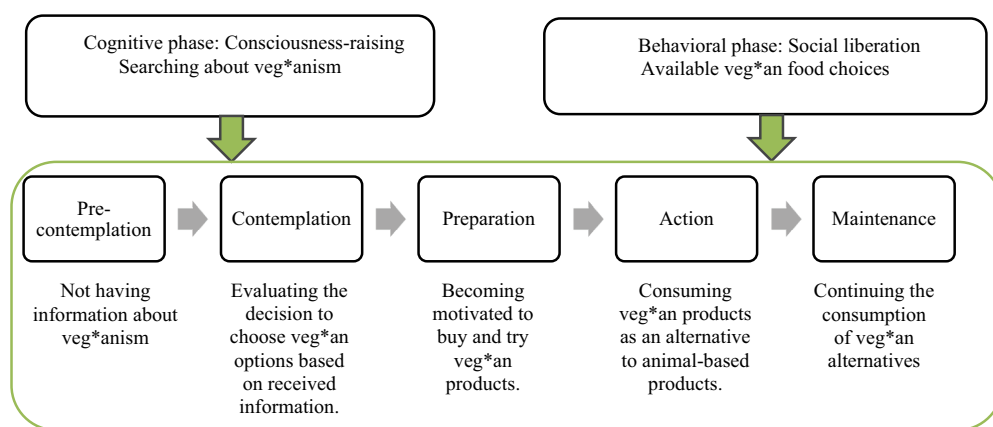 Cognitive phase: Consciousness-raising
Searching about veg*anism
Behavioral phase: Social liberation
Available veg*an food choices
Pre-
contemplation
Contemplation
Preparation
Action
Maintenance
Not having
information about
veg*anism
Evaluating the
decision to
choose veg*an
options based
on received
information.
Becoming
motivated to
buy and try
veg*an
products.
Consuming
veg*an products
as an alternative
to animal-based
products.
Continuing the
consumption
of veg*an
alternatives